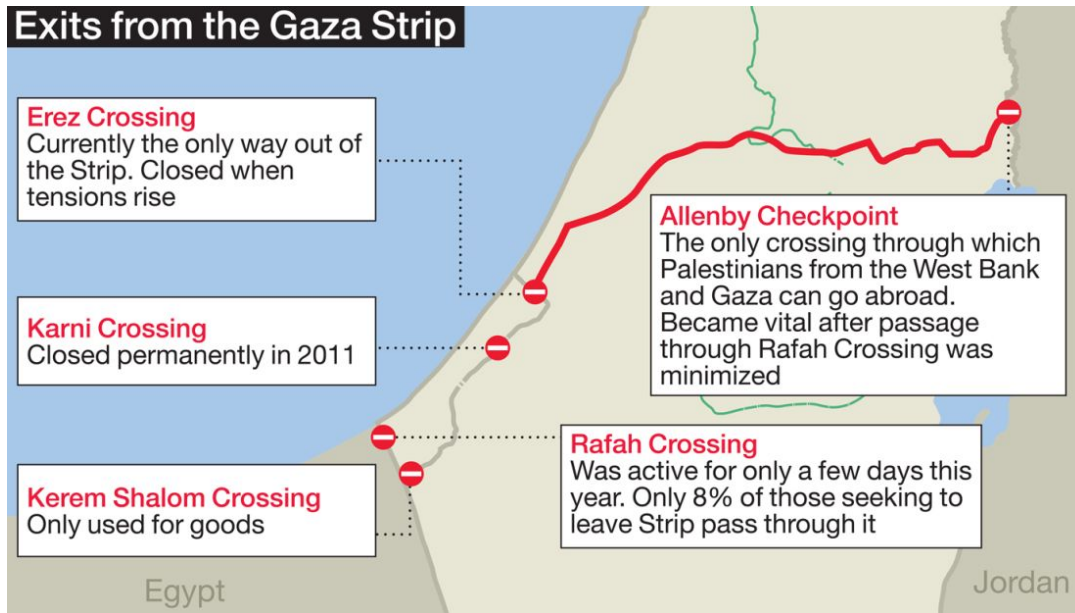 Exits from the Gaza Strip
Erez Crossing
Currently the only way out of
the Strip. Closed when
tensions rise
Allenby Checkpoint
The only crossing through which
Palestinians from the West Bank
and Gaza can go abroad.
Became vital after passage
through Rafah Crossing was
minimized
Karni Crossing
Closed permanently in 2011
Rafah Crossing
Was active for only a few days this
year. Only 8% of those seeking to
leave Strip pass through it
Kerem Shalom Crossing
Only used for goods
Egypt
Jordan